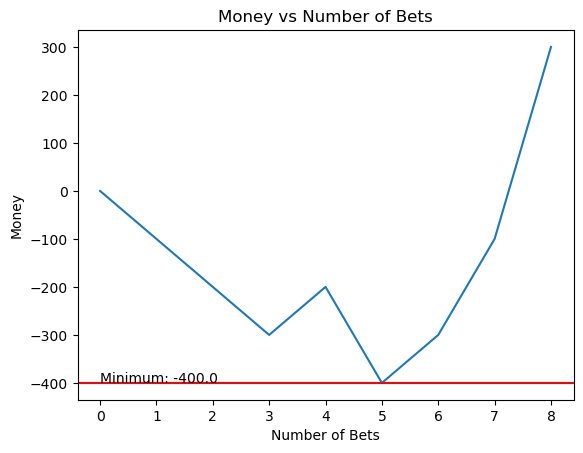 Money vs Number of Bets
300
200
100
0
−100
−200
−300
−400
Money
Minimum: -400.0
0 1 2 3 4 5 6 7 8
Number of Bets